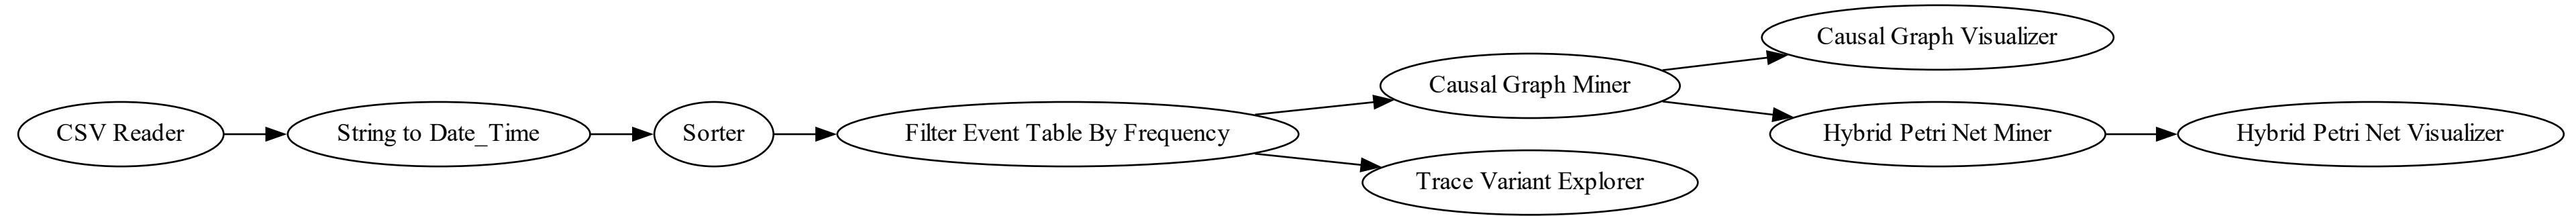 CSV Reader
String to Date_Time
Sorter
Filter Event Table By Frequency
Causal Graph Miner
Trace Variant Explorer
Causal Graph Visualizer
Hybrid Petri Net Miner
Hybrid Petri Net Visualizer